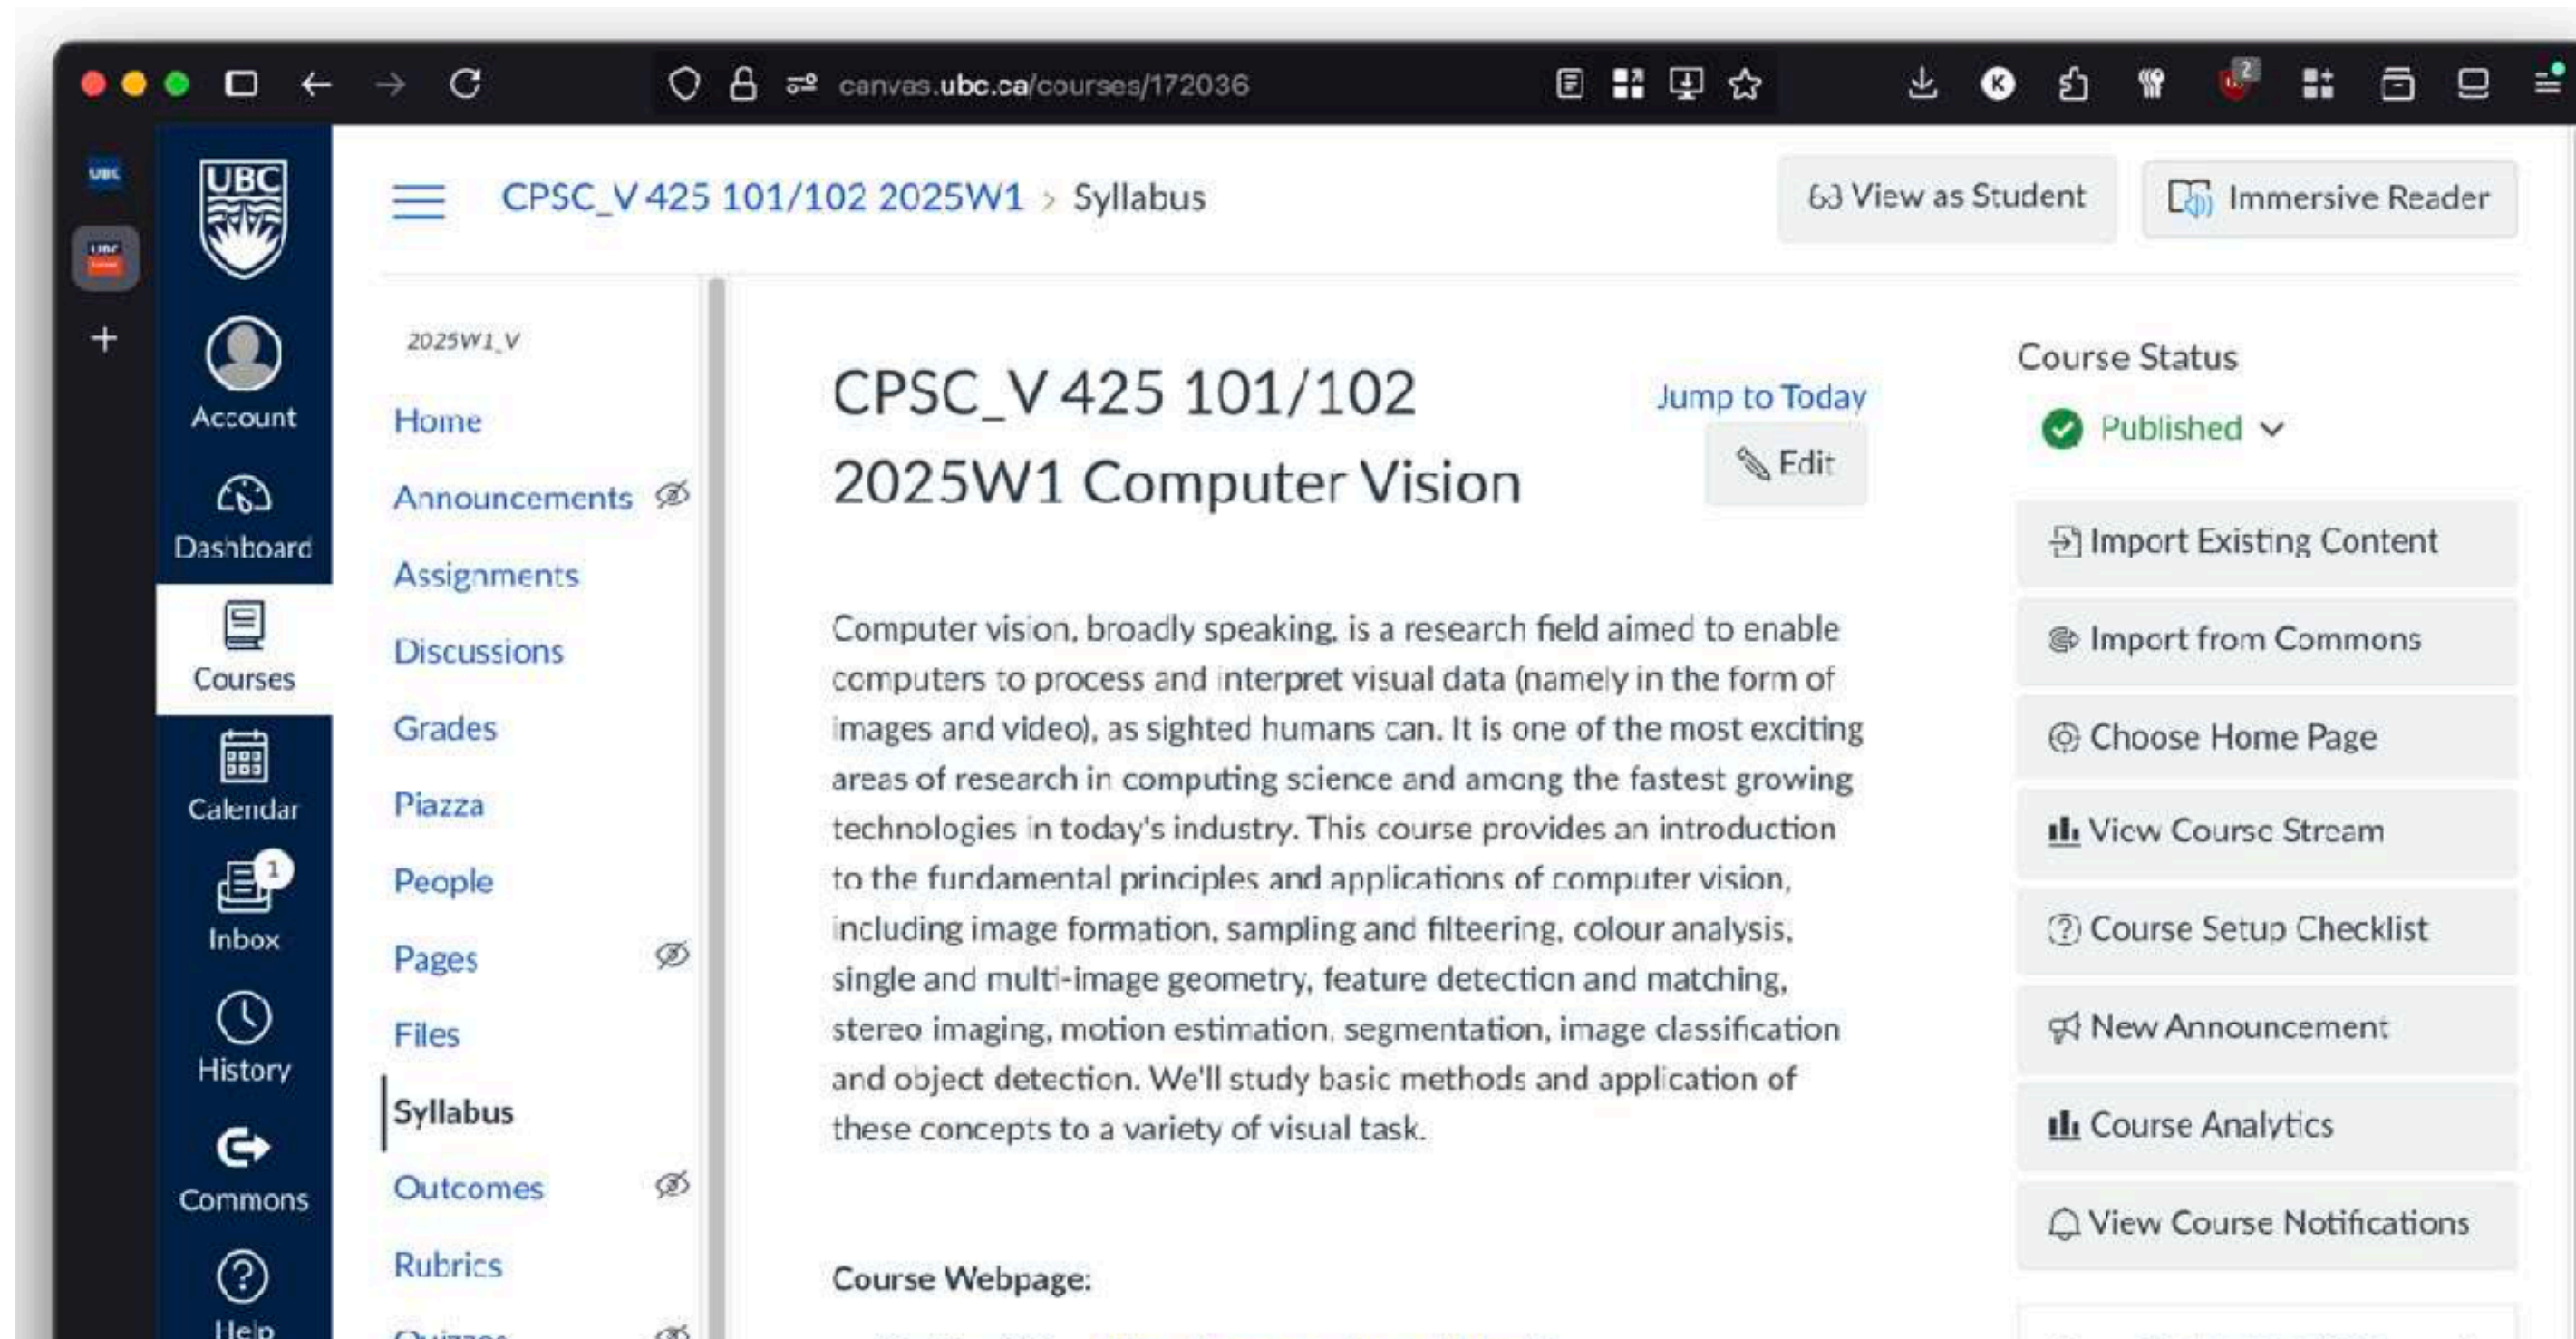 canvas.ubc.ca/courses/172036
K
2
UBC
UBC
UBC
CPSC_V 425 101/102 2025W1 > Syllabus
View as Student
Immersive Reader
Account
Dashboard
Courses
Calendar
1
Inbox
History
Commons
Help
2025W1_V
Home
Announcements
Assignments
Discussions
Grades
Piazza
People
Pages
Files
Syllabus
Outcomes
Rubrics
Quizzes
CPSC_V 425 101/102
2025W1 Computer Vision
Jump to Today
Edit
Computer vision, broadly speaking, is a research field aimed to enable
computers to process and interpret visual data (namely in the form of
images and video), as sighted humans can. It is one of the most exciting
areas of research in computing science and among the fastest growing
technologies in today's industry. This course provides an introduction
to the fundamental principles and applications of computer vision,
including image formation, sampling and filteering, colour analysis,
single and multi-image geometry, feature detection and matching,
stereo imaging, motion estimation, segmentation, image classification
and object detection. We'll study basic methods and application of
these concepts to a variety of visual task.
Course Webpage:
Course Status
Published
Import Existing Content
Import from Commons
Choose Home Page
View Course Stream
Course Setup Checklist
New Announcement
Course Analytics
View Course Notifications